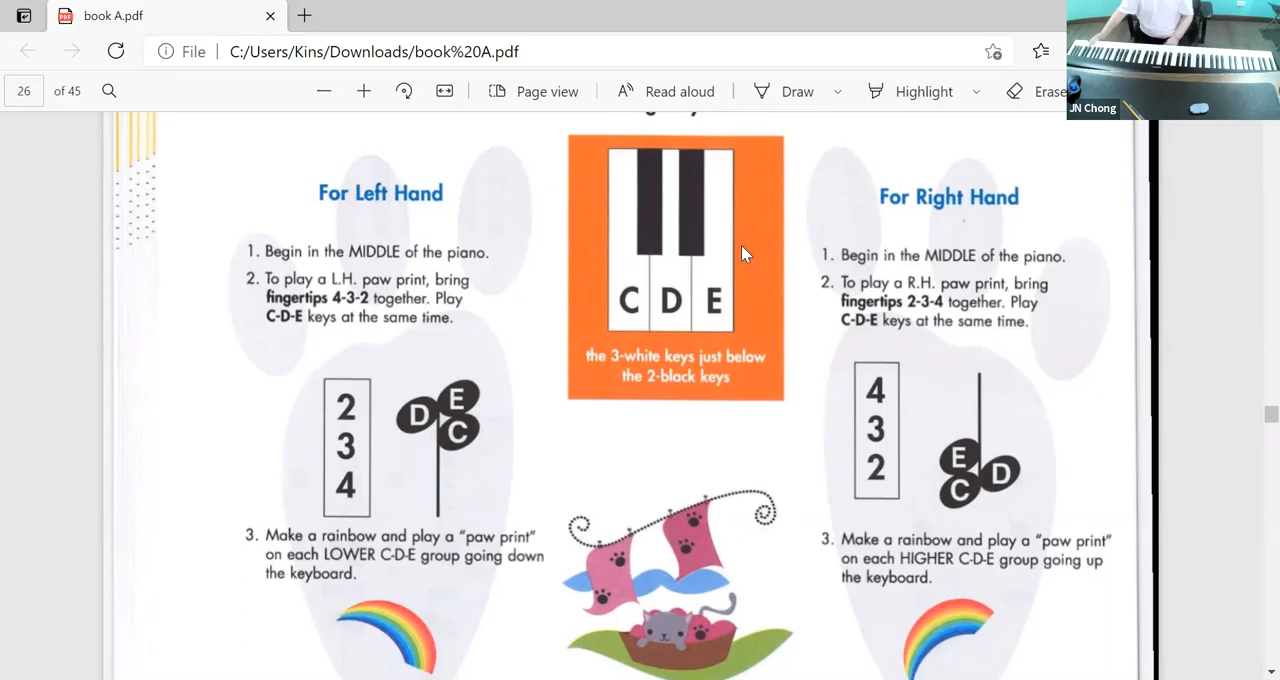 book A.pdf
File
C:/Users/Kins/Downloads/book%20A.pdf
26
of 45
Page view
Read aloud
Draw
Highlight
Erase
JN Chong
For Left Hand
1. Begin in the MIDDLE of the piano.
2. To play a L.H. paw print, bring
fingertips 4-3-2 together. Play
C-D-E keys at the same time.
2
3
4
D
E
C
3. Make a rainbow and play a "paw print"
on each LOWER C-D-E group going down
the keyboard.
C D E
the 3-white keys just below
the 2-black keys
For Right Hand
1. Begin in the MIDDLE of the piano.
2. To play a R.H. paw print, bring
fingertips 2-3-4 together. Play
C-D-E keys at the same time.
4
3
2
E
D
C
3. Make a rainbow and play a "paw print"
on each HIGHER C-D-E group going up
the keyboard.